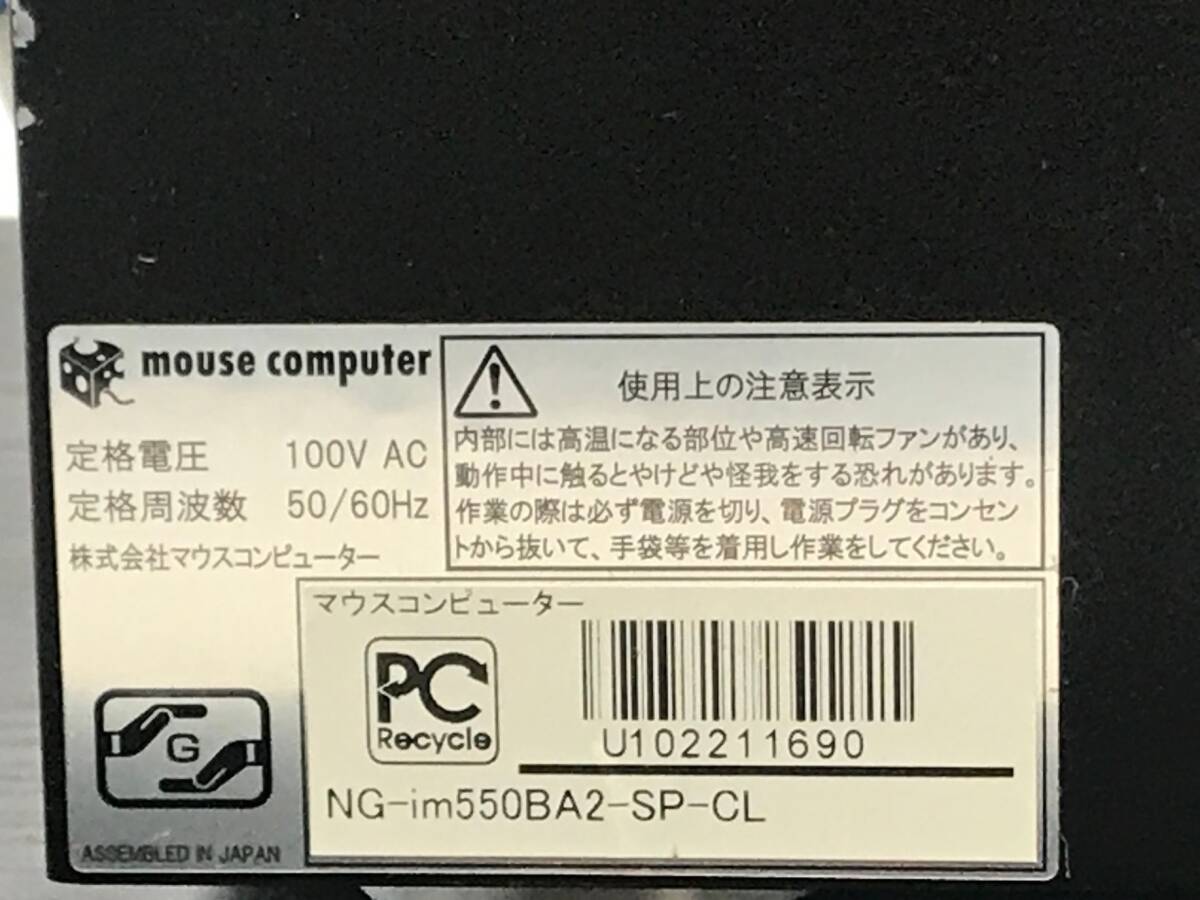 mouse computer
定格電圧 100V AC
定格周波数 50/60Hz
株式会社マウスコンピューター
使用上の注意表示
内部には高温になる部位や高速回転ファンがあり、
動作中に触るとやけどや怪我をする恐れがあります。
作業の際は必ず電源を切り、電源プラグをコンセン
トから抜いて、手袋等を着用し作業をしてください。
マウスコンピューター
PC
Recycle
U102211690
NG-im550BA2-SP-CL
G
ASSEMBLED IN JAPAN